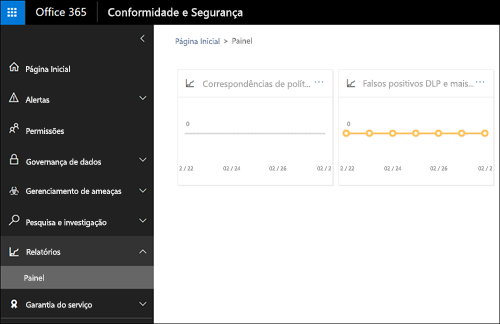 Office 365
Conformidade e Segurança
Página Inicial > Painel
Página Inicial
Alertas
Permissões
Governança de dados
Gerenciamento de ameaças
Pesquisa e investigação
Relatórios
Painel
Garantia do serviço
Correspondências de polít... ···
0
2 / 22 02 / 24 02 / 26 02 / 2
Falsos positivos DLP e mais... ···
0
2 / 22 02 / 24 02 / 26 02 / 2